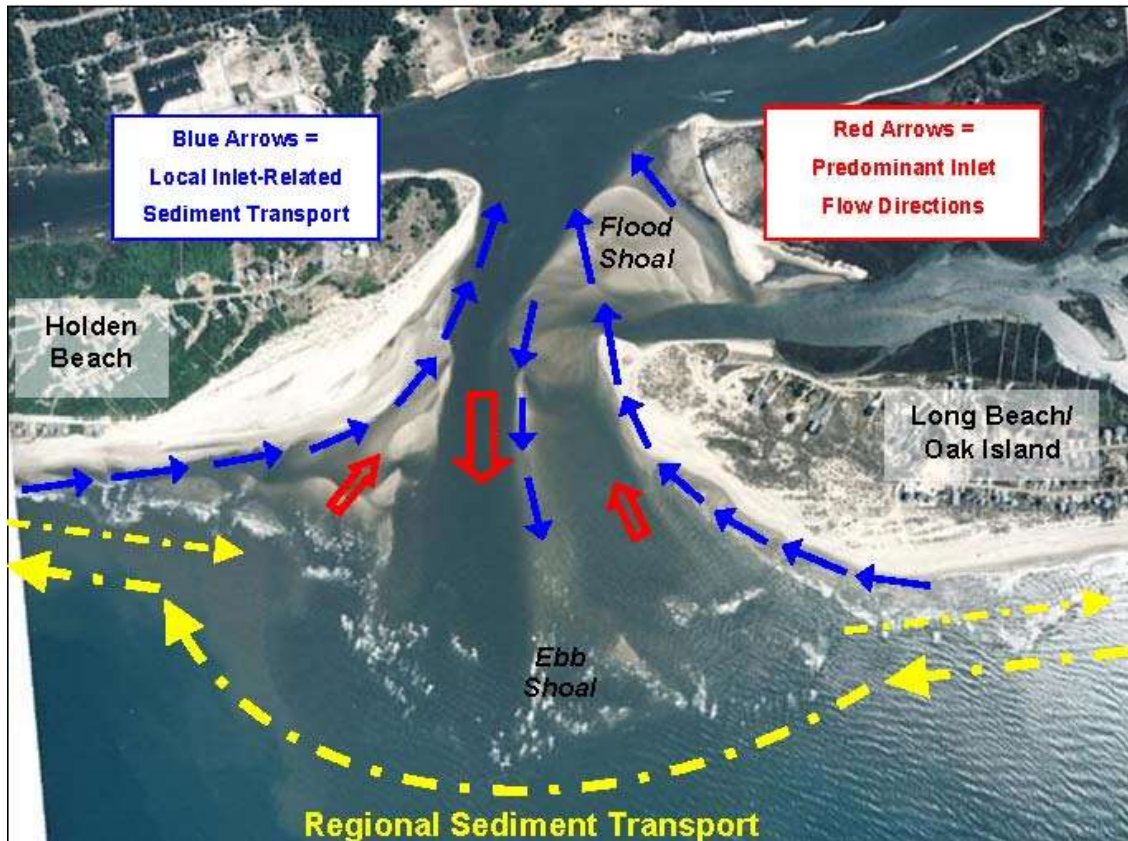 Blue Arrows =
Local Inlet-Related
Sediment Transport
Red Arrows =
Predominant Inlet
Flow Directions
Flood
Shoal
Holden
Beach
Long Beach/
Oak Island
Ebb
Shoal
Regional Sediment Transport